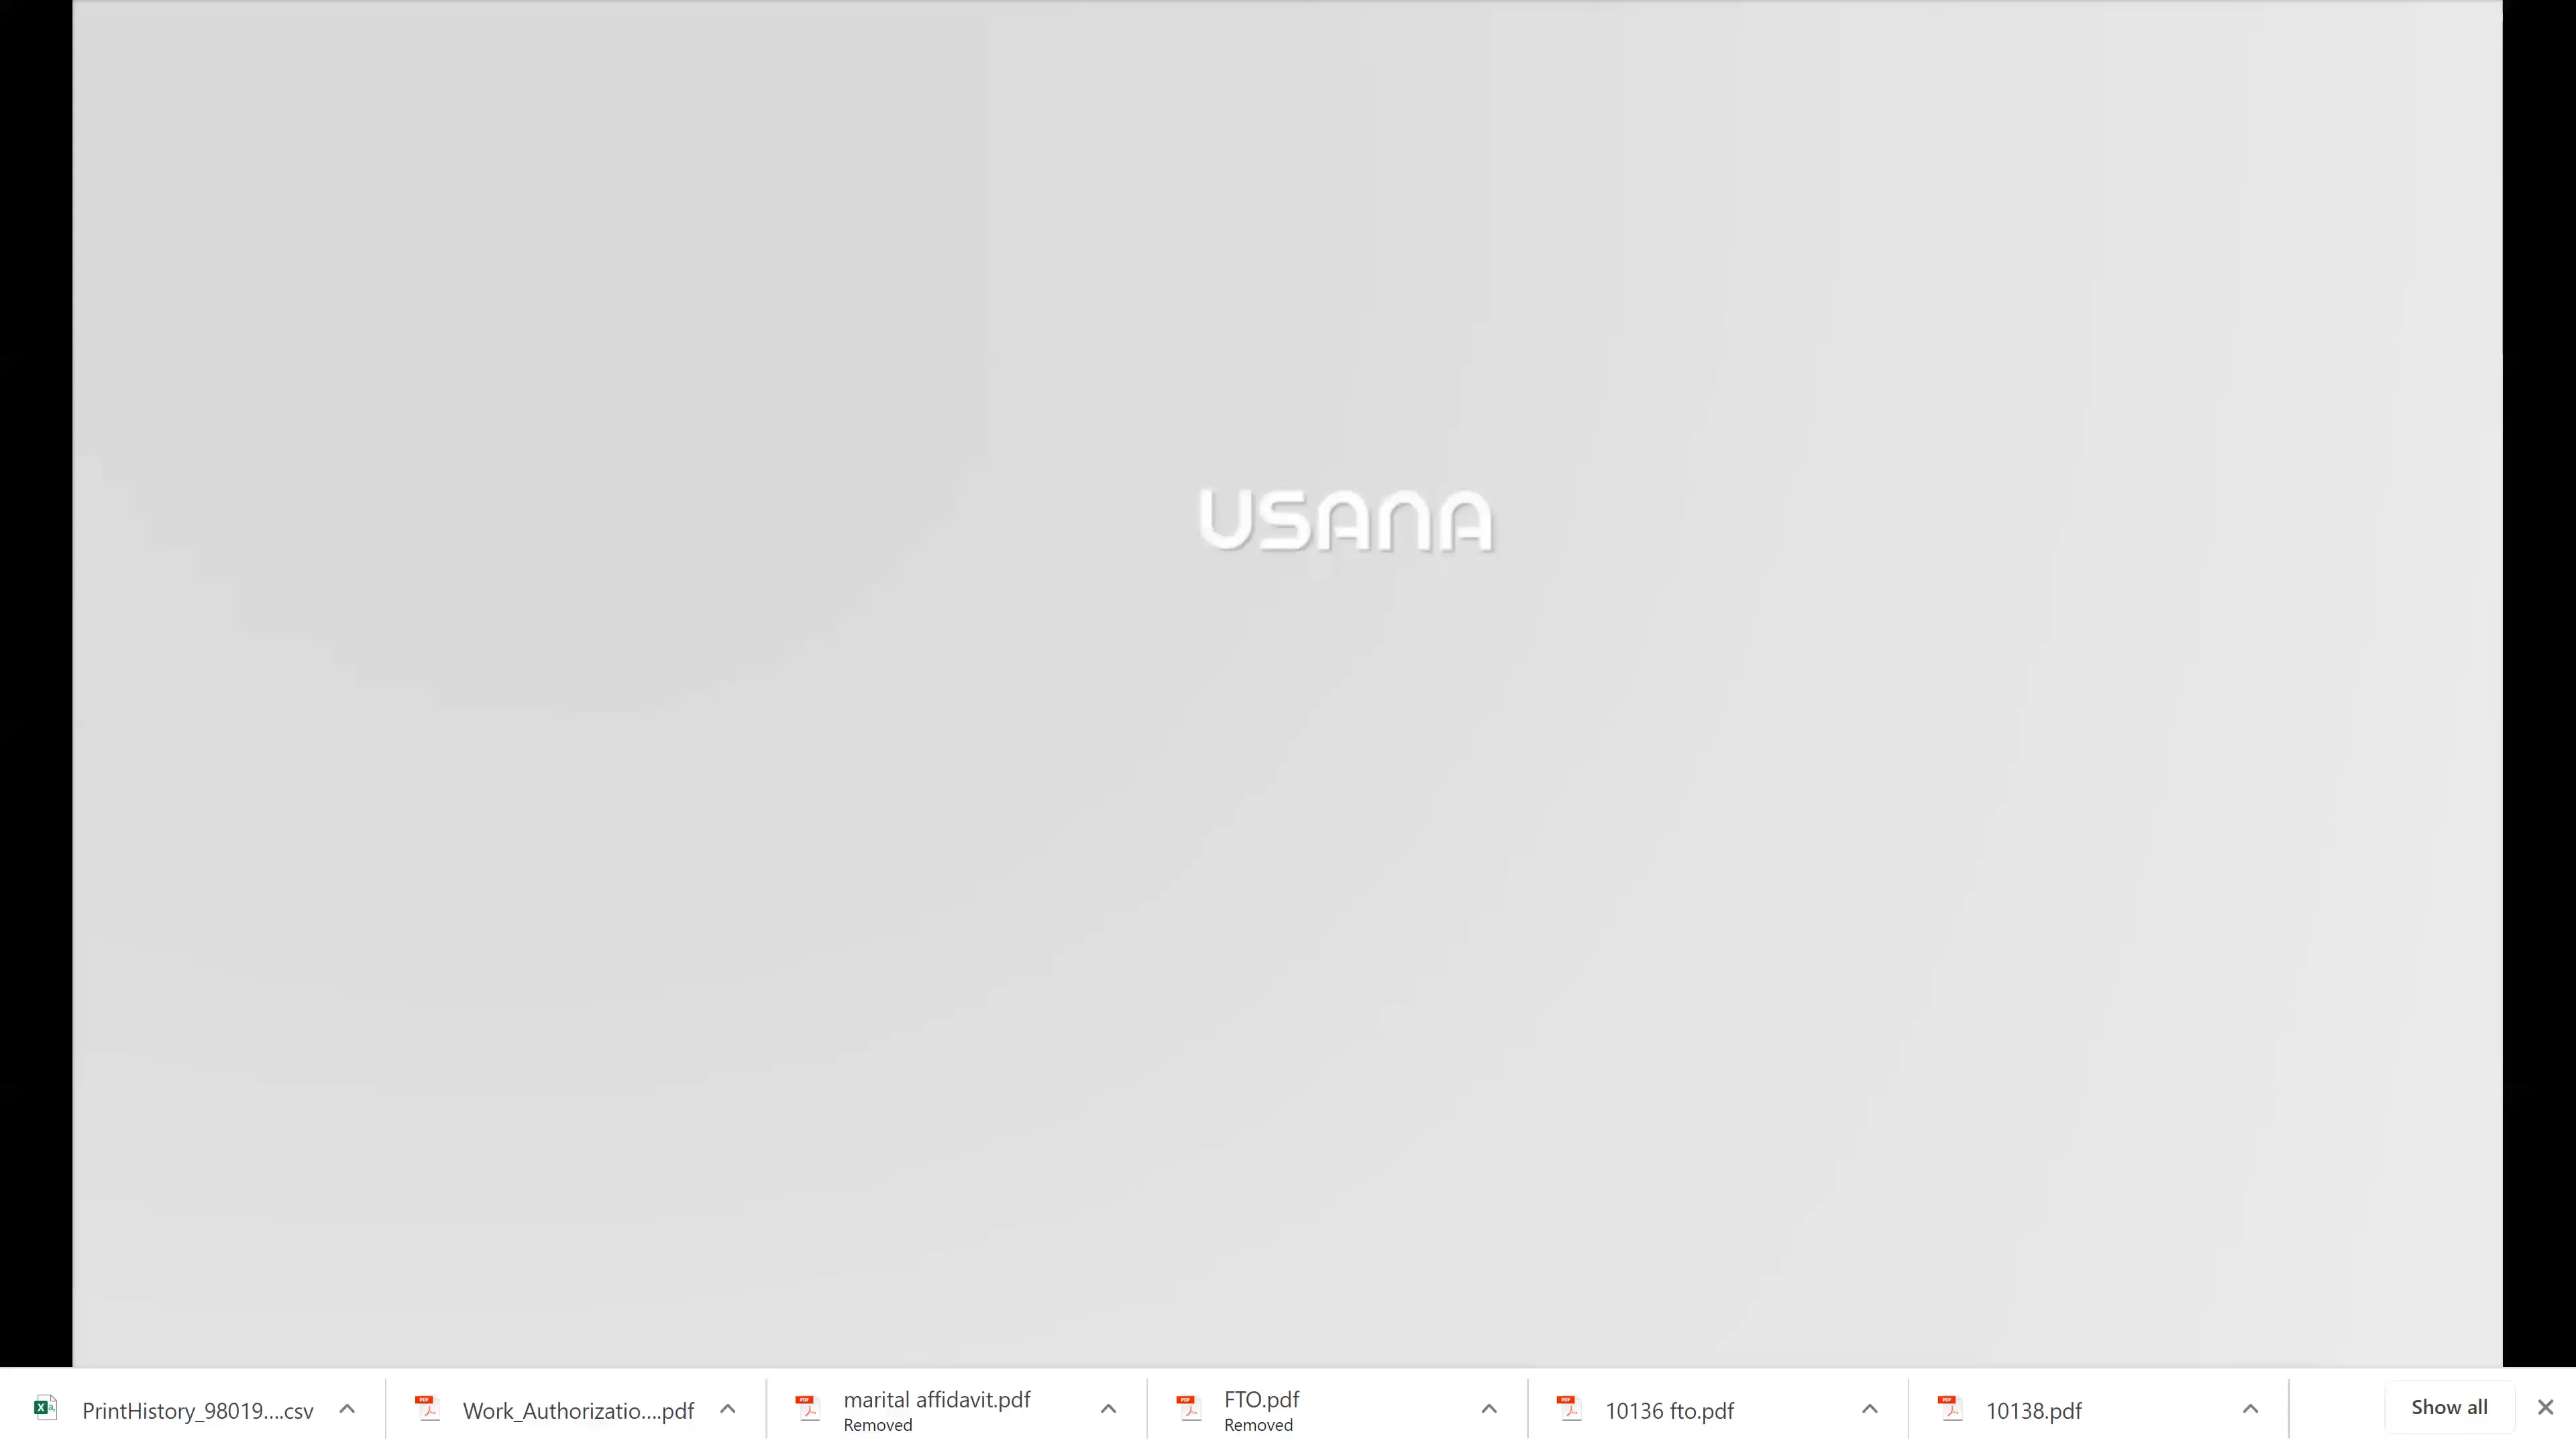 USANA
PrintHistory_98019....csv
Work_Authorizatio....pdf
marital affidavit.pdf
Removed
FTO.pdf
Removed
10136 fto.pdf
10138.pdf
Show all